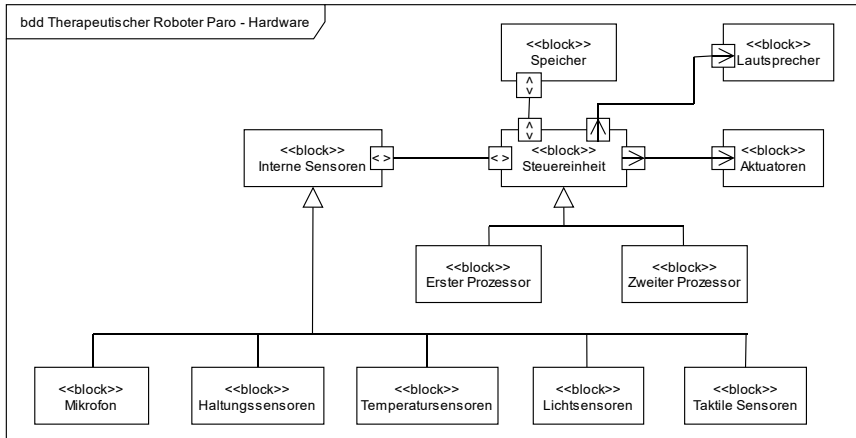 bdd Therapeutischer Roboter Paro - Hardware
<<block>>
Speicher
<<block>>
Lautsprecher
<<block>>
Interne Sensoren
<<block>>
Steuereinheit
<<block>>
Aktuatoren
<<block>>
Erster Prozessor
<<block>>
Zweiter Prozessor
<<block>>
Mikrofon
<<block>>
Haltungssensoren
<<block>>
Temperatursensoren
<<block>>
Lichtsensoren
<<block>>
Taktile Sensoren